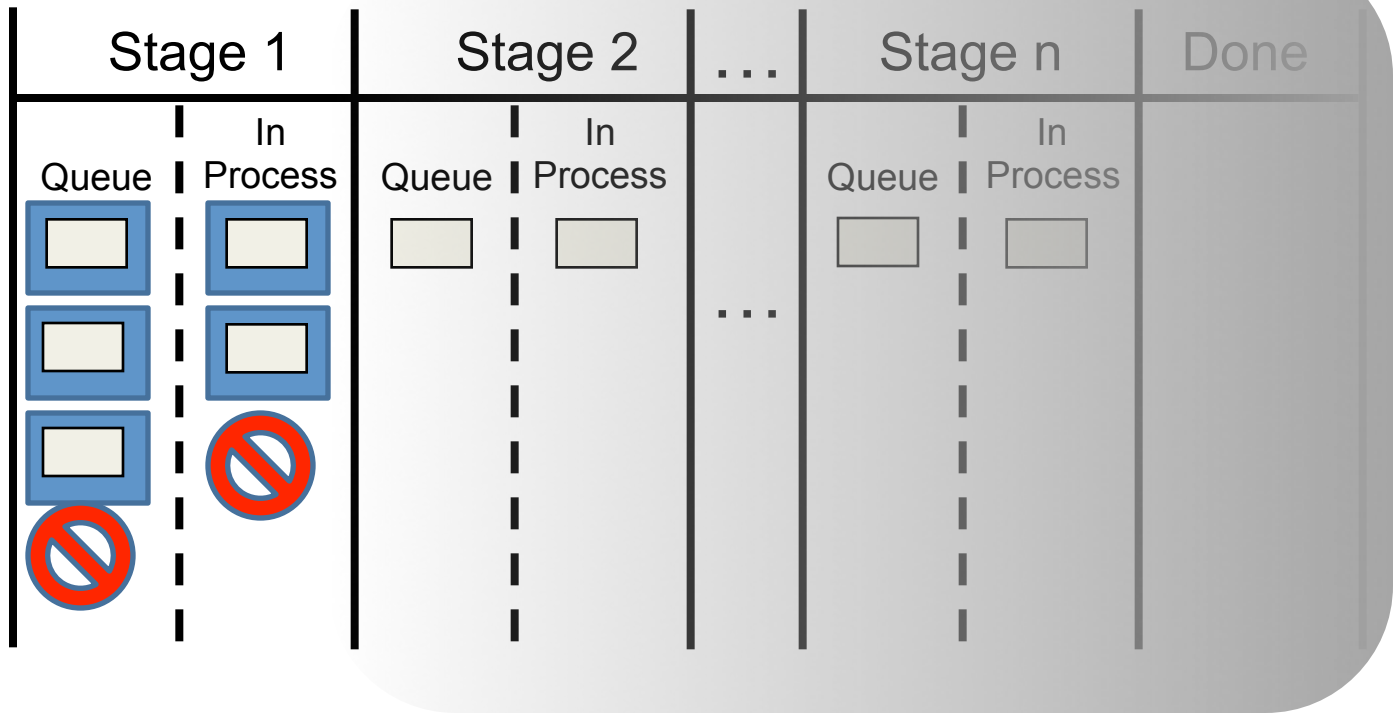 Stage 1
Stage 2
...
Stage n
Done
Queue
In
Process
Queue
In
Process
...
Queue
In
Process